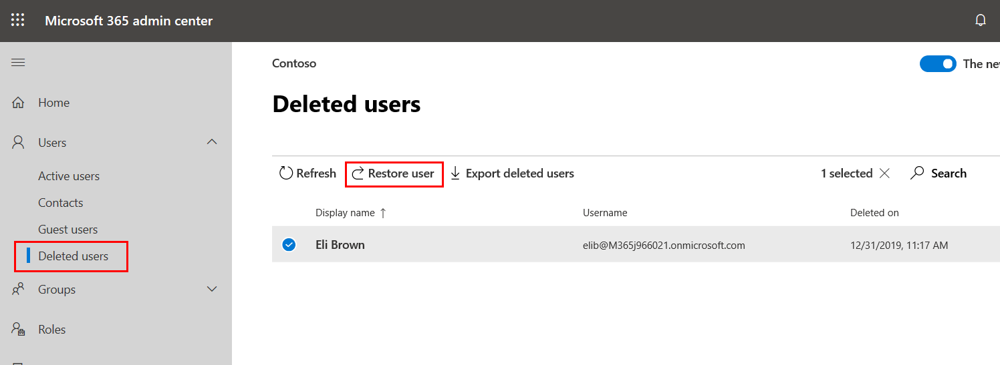 Microsoft 365 admin center
Contoso
The new
Home
Deleted users
Users
Active users
Contacts
Guest users
Deleted users
Groups
Roles
Refresh
Restore user
Export deleted users
1 selected
Search
Display name
Username
Deleted on
Eli Brown
elib@M365j966021.onmicrosoft.com
12/31/2019, 11:17 AM